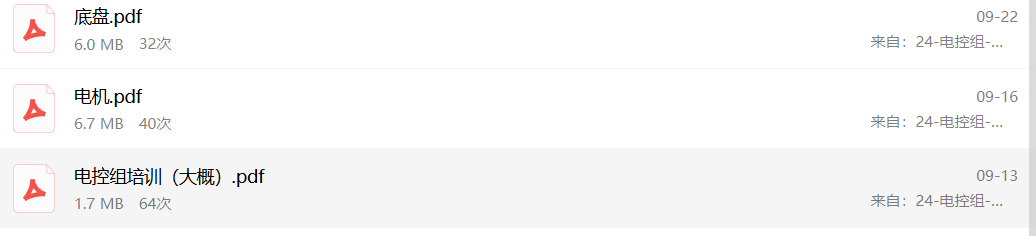 底盘.pdf
09-22
6.0 MB 32次
来自：24-电控组-...
电机.pdf
09-16
6.7 MB 40次
来自：24-电控组-...
电控组培训（大概）.pdf
09-13
1.7 MB 64次
来自：24-电控组-...